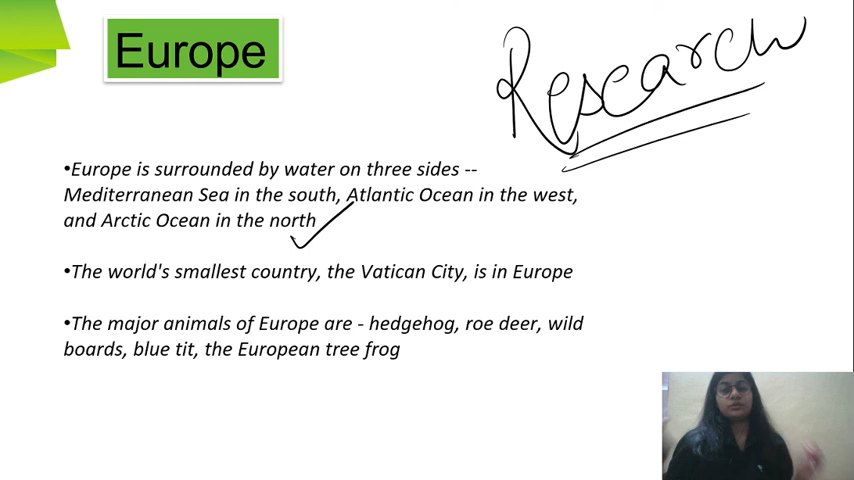 Europe
Research
•Europe is surrounded by water on three sides --
Mediterranean Sea in the south, Atlantic Ocean in the west,
and Arctic Ocean in the north
•The world's smallest country, the Vatican City, is in Europe
•The major animals of Europe are - hedgehog, roe deer, wild
boards, blue tit, the European tree frog